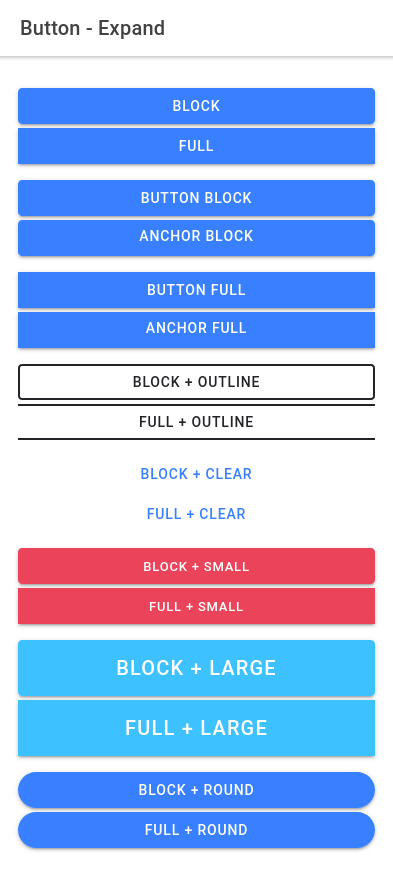 Button - Expand
BLOCK
FULL
BUTTON BLOCK
ANCHOR BLOCK
BUTTON FULL
ANCHOR FULL
BLOCK + OUTLINE
FULL + OUTLINE
BLOCK + CLEAR
FULL + CLEAR
BLOCK + SMALL
FULL + SMALL
BLOCK + LARGE
FULL + LARGE
BLOCK + ROUND
FULL + ROUND